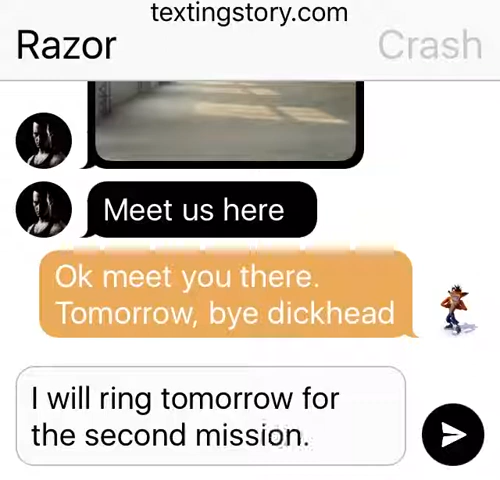 textingstory.com
Razor
Crash
Meet us here
Ok meet you there.
Tomorrow, bye dickhead
I will ring tomorrow for
the second mission.